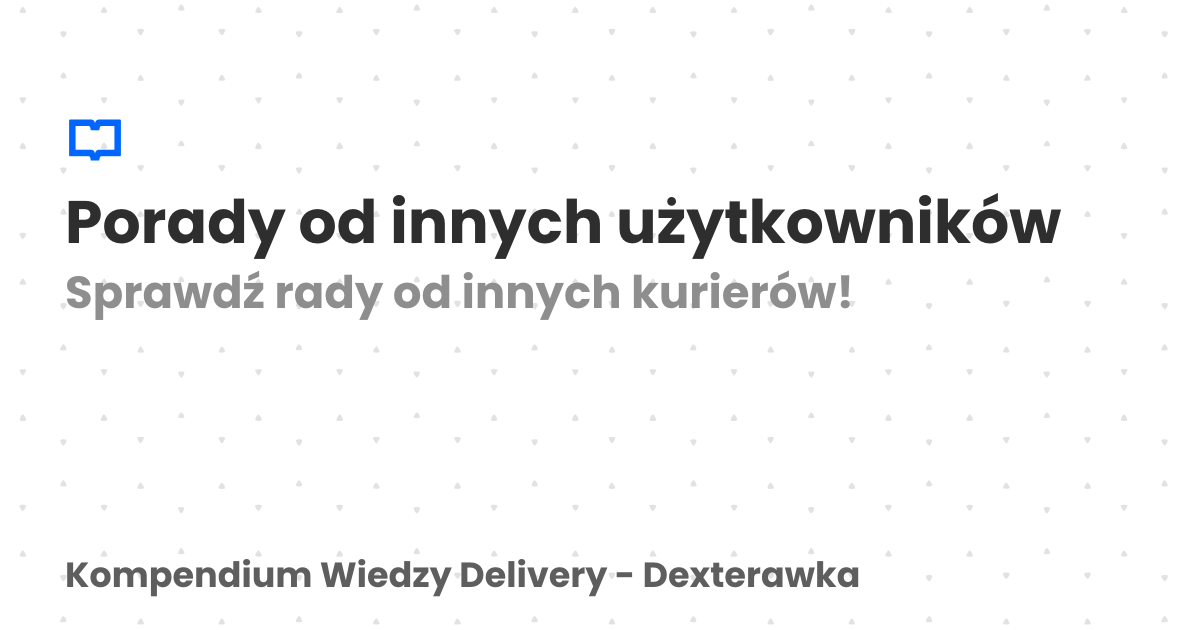 Porady od innych użytkowników
Sprawdź rady od innych kurierów!
Kompendium Wiedzy Delivery - Dexterawka